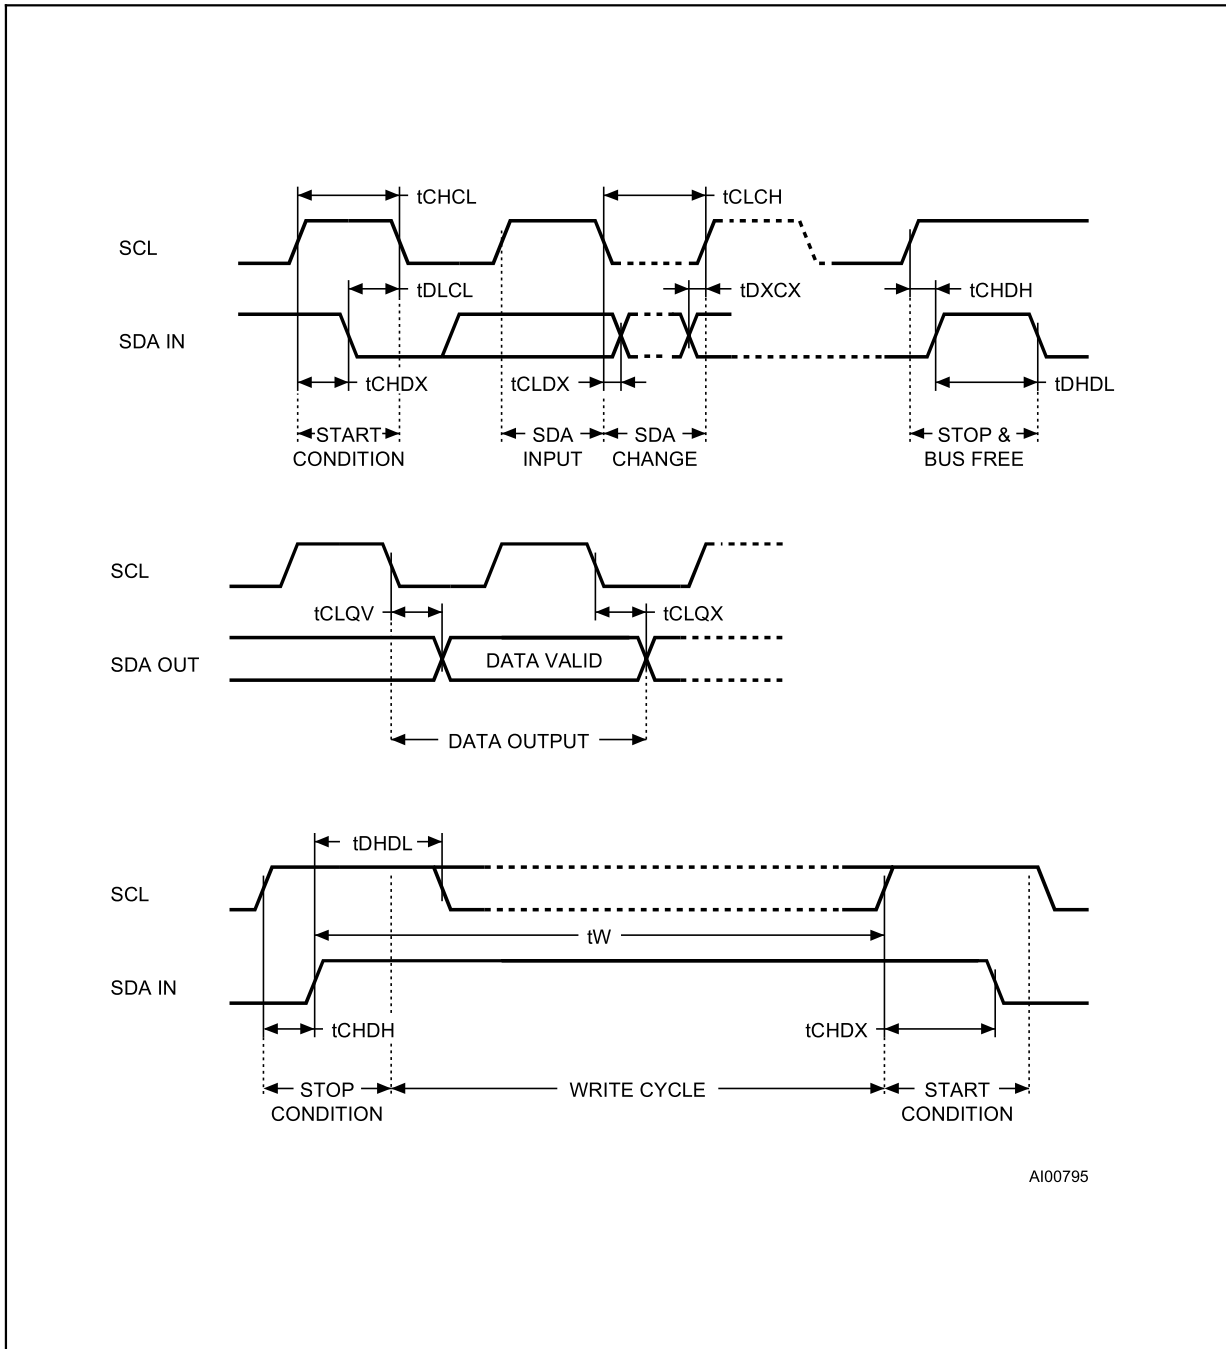 tCHCL
tCLCH
SCL
tDLCL
tDXCX
tCHDH
SDA IN
tCHDX
tCLDX
tDHDL
START
CONDITION
SDA
INPUT
SDA
CHANGE
STOP &
BUS FREE
SCL
tCLQV
tCLQX
SDA OUT
DATA VALID
DATA OUTPUT
tDHDL
SCL
tW
SDA IN
tCHDH
tCHDX
STOP
CONDITION
WRITE CYCLE
START
CONDITION
AI00795